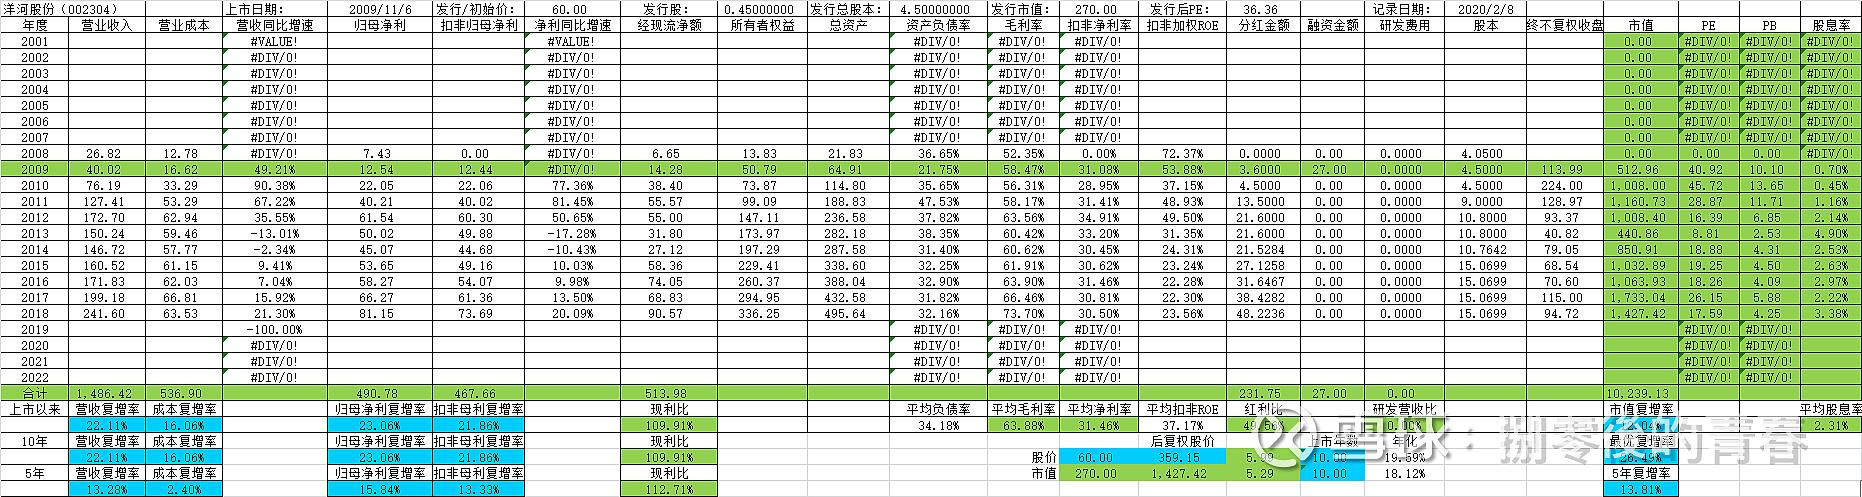 洋河股份（002304） 上市日期: 2009/11/6 发行/初始价: 60.00 发行股: 0.45000000 发行总股本: 4.50000000 发行市值: 270.00 发行后PE: 36.36 记录日期: 2020/2/8
年度 营业收入 营业成本 营收同比增速 归母净利 扣非归母净利 净利同比增速 经现流净额 所有者权益 总资产 资产负债率 毛利率 扣非净利率 扣非加权ROE 分红金额 融资金额 研发费用 股本 终不复权收盘 市值 PE PB 股息率
2001 #VALUE! #VALUE! #DIV/0! #DIV/0! #DIV/0! 0.00 #DIV/0! #DIV/0! #DIV/0!
2002 #DIV/0! #DIV/0! #DIV/0! #DIV/0! #DIV/0! 0.00 #DIV/0! #DIV/0! #DIV/0!
2003 #DIV/0! #DIV/0! #DIV/0! #DIV/0! #DIV/0! 0.00 #DIV/0! #DIV/0! #DIV/0!
2004 #DIV/0! #DIV/0! #DIV/0! #DIV/0! #DIV/0! 0.00 #DIV/0! #DIV/0! #DIV/0!
2005 #DIV/0! #DIV/0! #DIV/0! #DIV/0! #DIV/0! 0.00 #DIV/0! #DIV/0! #DIV/0!
2006 #DIV/0! #DIV/0! #DIV/0! #DIV/0! #DIV/0! 0.00 #DIV/0! #DIV/0! #DIV/0!
2007 #DIV/0! #DIV/0! #DIV/0! #DIV/0! #DIV/0! 0.00 #DIV/0! #DIV/0! #DIV/0!
2008 26.82 12.78 #DIV/0! 7.43 0.00 #DIV/0! 6.65 13.83 21.83 36.65% 52.35% 0.00% 72.37% 0.0000 0.00 0.0000 4.0500 0.00 0.00 0.00 #DIV/0!
2009 40.02 16.62 49.21% 12.54 12.44 #DIV/0! 14.28 50.79 64.91 21.75% 58.47% 31.08% 53.88% 3.6000 27.00 0.0000 4.5000 113.99 512.96 40.92 10.10 0.70%
2010 76.19 33.29 90.38% 22.05 22.06 77.36% 38.40 73.87 114.80 35.65% 56.31% 28.95% 37.15% 4.5000 0.00 0.0000 4.5000 224.00 1,008.00 45.72 13.65 0.45%
2011 127.41 53.29 67.22% 40.21 40.02 81.45% 55.57 99.09 188.83 47.53% 58.17% 31.41% 48.93% 13.5000 0.00 0.0000 9.0000 128.97 1,160.73 28.87 11.71 1.16%
2012 172.70 62.94 35.55% 61.54 60.30 50.65% 55.00 147.11 236.58 37.82% 63.56% 34.91% 49.50% 21.6000 0.00 0.0000 10.8000 93.37 1,008.40 16.39 6.85 2.14%
2013 150.24 59.46 -13.01% 50.02 49.88 -17.28% 31.80 173.97 282.18 38.35% 60.42% 33.20% 31.35% 21.6000 0.00 0.0000 10.8000 40.82 440.86 8.81 2.53 4.90%
2014 146.72 57.77 -2.34% 45.07 44.68 -10.43% 27.12 197.29 287.58 31.40% 60.62% 30.45% 24.31% 21.5284 0.00 0.0000 10.7642 79.05 850.91 18.88 4.31 2.53%
2015 160.52 61.15 9.41% 53.65 49.16 10.03% 58.36 229.41 338.60 32.25% 61.91% 30.62% 23.24% 27.1258 0.00 0.0000 15.0699 68.54 1,032.89 19.25 4.50 2.63%
2016 171.83 62.03 7.04% 58.27 54.07 9.98% 74.05 260.37 388.04 32.90% 63.90% 31.46% 22.28% 31.6467 0.00 0.0000 15.0699 70.60 1,063.93 18.26 4.09 2.97%
2017 199.18 66.81 15.92% 66.27 61.36 13.50% 68.83 294.95 432.58 31.82% 66.46% 30.81% 22.30% 38.4282 0.00 0.0000 15.0699 115.00 1,733.04 26.15 5.88 2.22%
2018 241.60 63.53 21.30% 81.15 73.69 20.09% 90.57 336.25 495.64 32.16% 73.70% 30.50% 23.56% 48.2236 0.00 0.0000 15.0699 94.72 1,427.42 17.59 4.25 3.38%
2019 -100.00% #DIV/0! #DIV/0! #DIV/0! #DIV/0! #DIV/0!
2020 #DIV/0! #DIV/0! #DIV/0! #DIV/0! #DIV/0! #DIV/0!
2021 #DIV/0! #DIV/0! #DIV/0! #DIV/0! #DIV/0! #DIV/0!
2022 #DIV/0! #DIV/0! #DIV/0! #DIV/0! #DIV/0! #DIV/0!
合计 1,486.42 536.90 490.78 467.66 513.98 231.75 27.00 0.00 10,239.13
上市以来 营收复增率 成本复增率 归母净利复增率 扣非母利复增率 现利比 平均负债率 平均毛利率 平均净利率 平均扣非ROE 红利比 研发营收比 市值复增率 平均股息率
22.11% 16.06% 23.06% 21.86% 109.91% 34.18% 63.88% 31.46% 37.17% 49.56% 2.31%
10年 营收复增率 成本复增率 归母净利复增率 扣非母利复增率 现利比 后复权股价 上市年数 年化 最优复增率
22.11% 16.06% 23.06% 21.86% 109.91% 股价 60.00 359.15 5.99 10.00 19.59% 26.49%
5年 营收复增率 成本复增率 归母净利复增率 扣非母利复增率 现利比 市值 270.00 1,427.42 5.29 10.00 18.12% 5年复增率
13.28% 2.40% 15.84% 13.33% 112.71% 13.81%
雪球：捌零後的青春